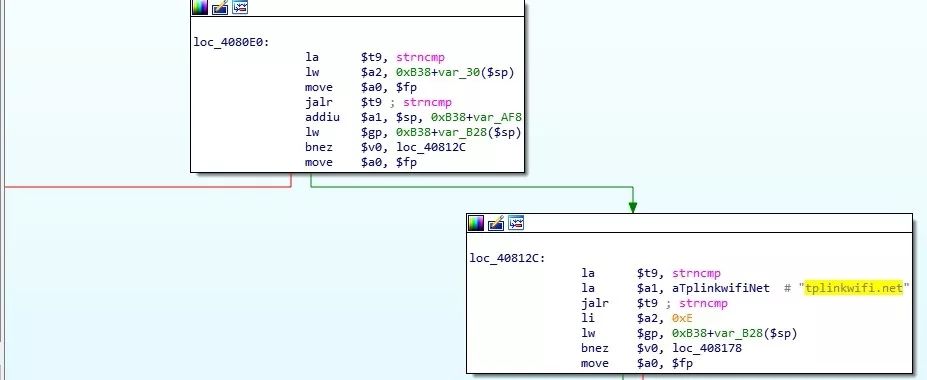 loc_4080E0:
la $t9, strncmp
lw $a2, 0xB38+var_30($sp)
move $a0, $fp
jalr $t9 ; strncmp
addiu $a1, $sp, 0xB38+var_AF8
lw $gp, 0xB38+var_B28($sp)
bnez $v0, loc_40812C
move $a0, $fp
loc_40812C:
la $t9, strncmp
la $a1, aTplinkwifiNet # "tplinkwifi.net"
jalr $t9 ; strncmp
li $a2, 0xE
lw $gp, 0xB38+var_B28($sp)
bnez $v0, loc_408178
move $a0, $fp